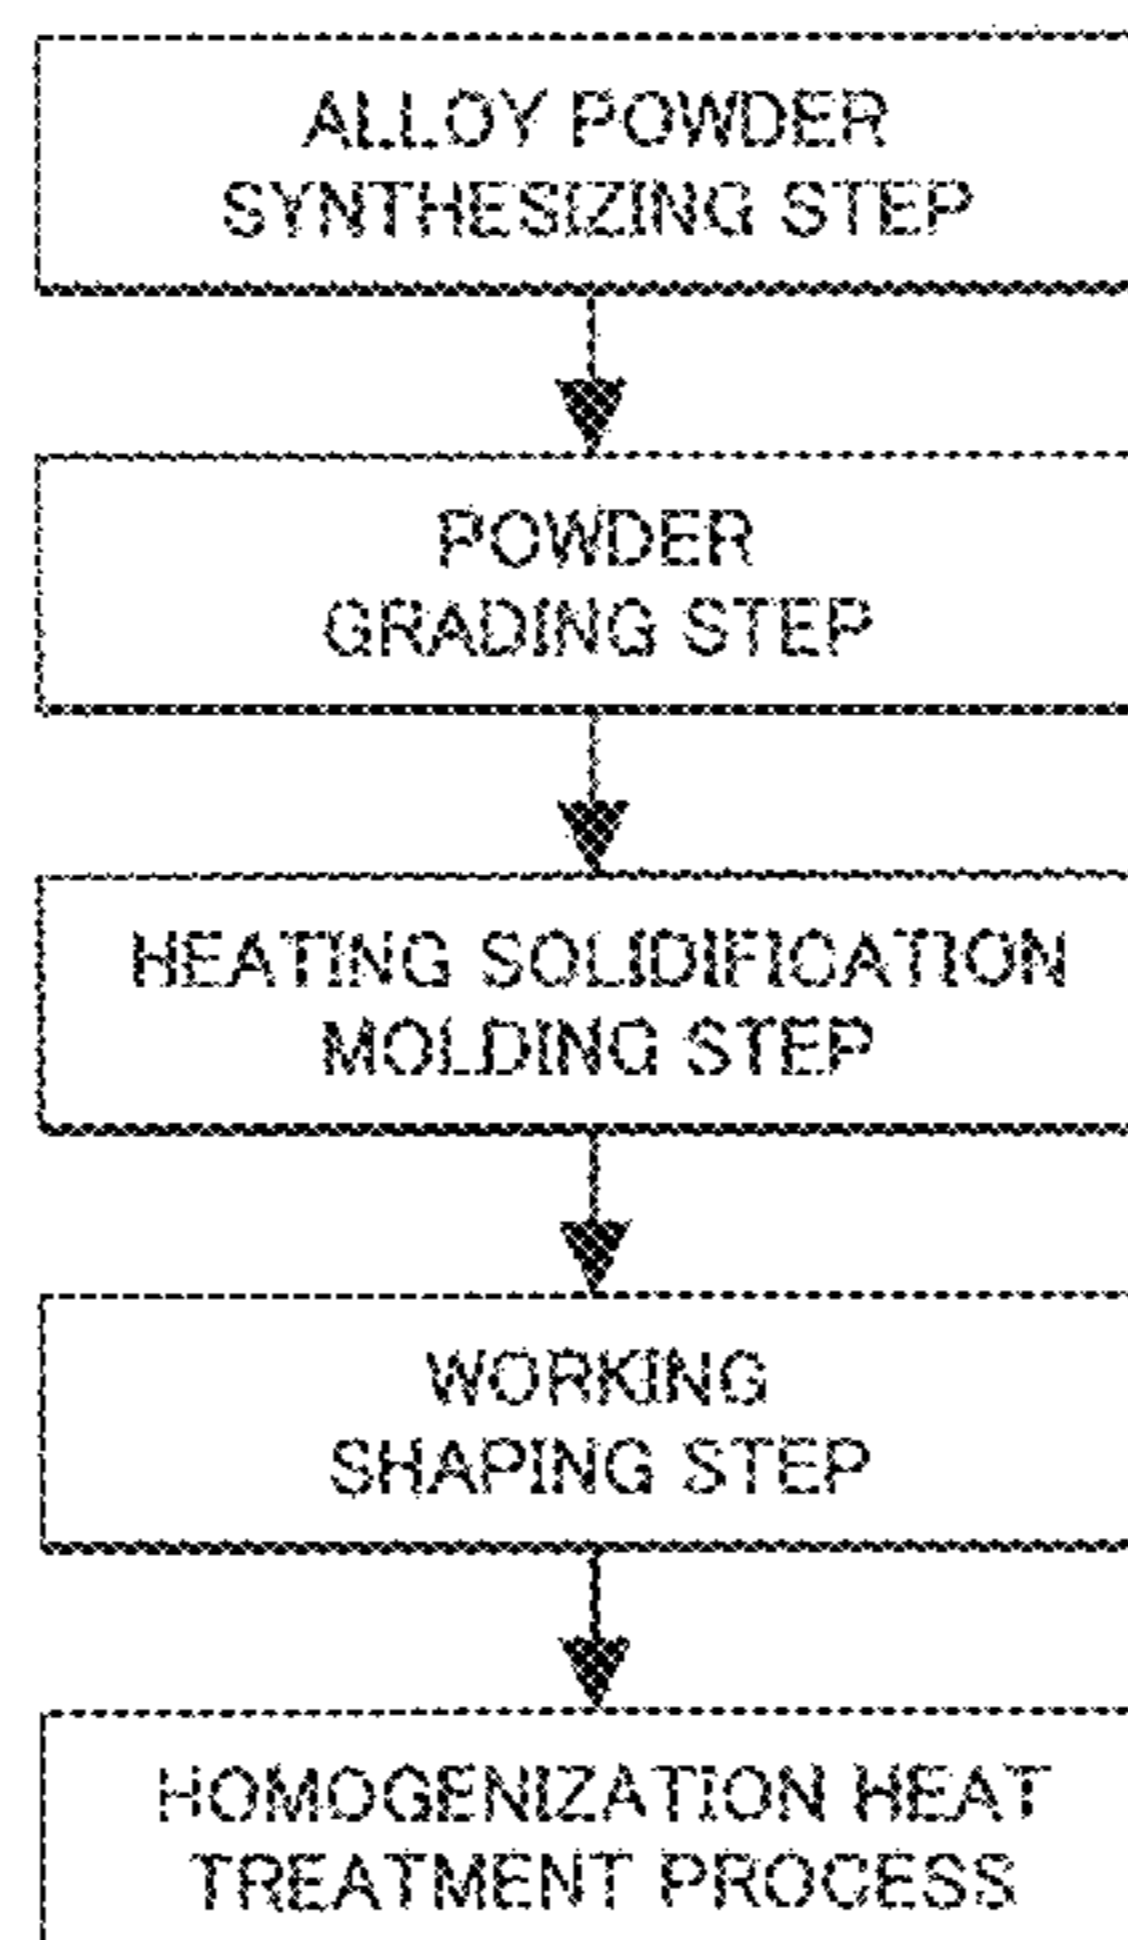 ALLOY POWDER
SYNTHESIZING STEP
POWDER
GRADING STEP
HEATING SOLIDIFICATION
MOLDING STEP
WORKING
SHAPING STEP
HOMOGENIZATION HEAT
TREATMENT PROCESS